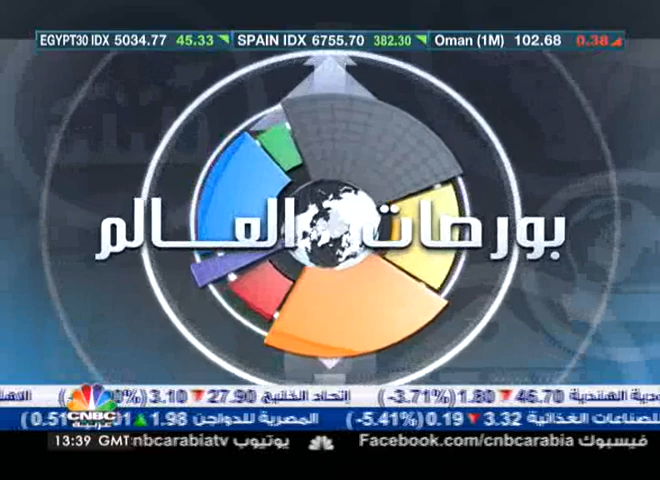 EGYPT30 IDX 5034.77 45.33 SPAIN IDX 6755.70 382.30 Oman (1M) 102.68 0.38
بورصات العالم
الهندية 46.70 ▼ 1.80 (-3.71%) إتحاد الخليج 27.90 ▼ 3.10
للصناعات الغذائية 3.32 ▼ 0.19 (-5.41%) المصرية للدواجن 1.98 ▲
CNBC عربية
13:39 GMT فيسبوك Facebook.com/cnbcarabia يوتيوب